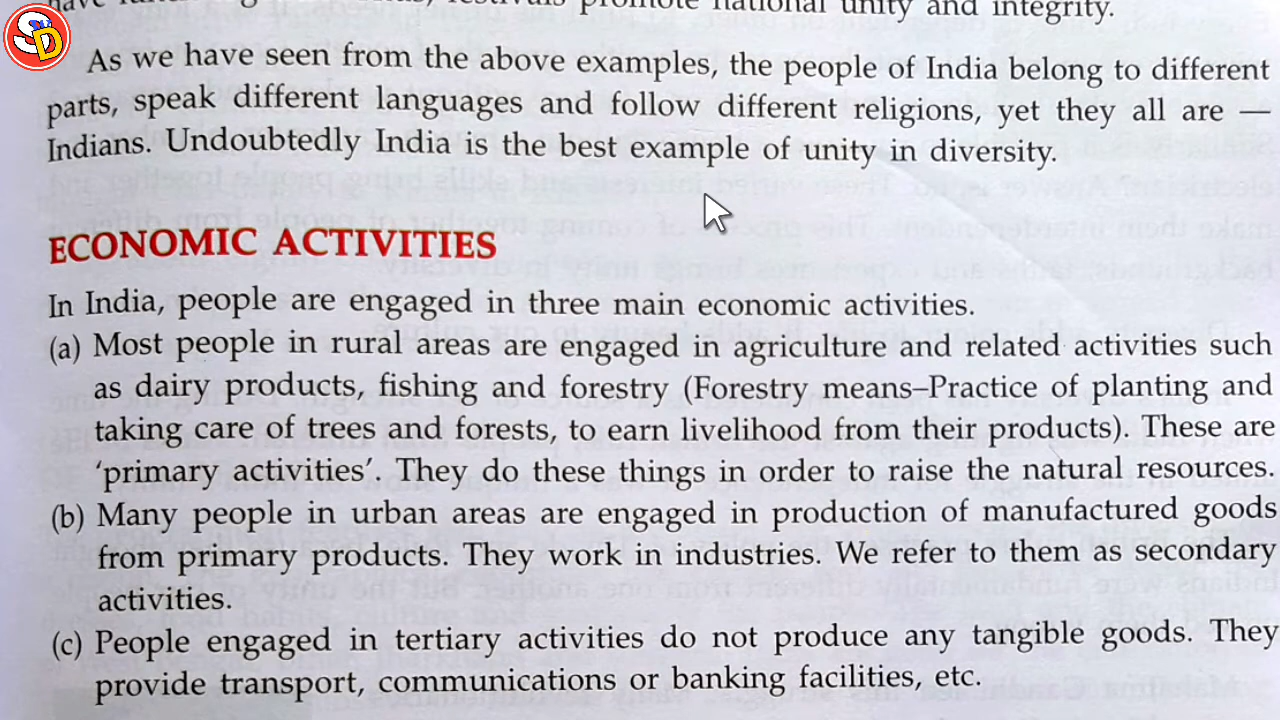 SD
national unity and integrity.
As we have seen from the above examples, the people of India belong to different
parts, speak different languages and follow different religions, yet they all are —
Indians. Undoubtedly India is the best example of unity in diversity.
ECONOMIC ACTIVITIES
In India, people are engaged in three main economic activities.
(a) Most people in rural areas are engaged in agriculture and related activities such
as dairy products, fishing and forestry (Forestry means–Practice of planting and
taking care of trees and forests, to earn livelihood from their products). These are
‘primary activities’. They do these things in order to raise the natural resources.
(b) Many people in urban areas are engaged in production of manufactured goods
from primary products. They work in industries. We refer to them as secondary
activities.
(c) People engaged in tertiary activities do not produce any tangible goods. They
provide transport, communications or banking facilities, etc.